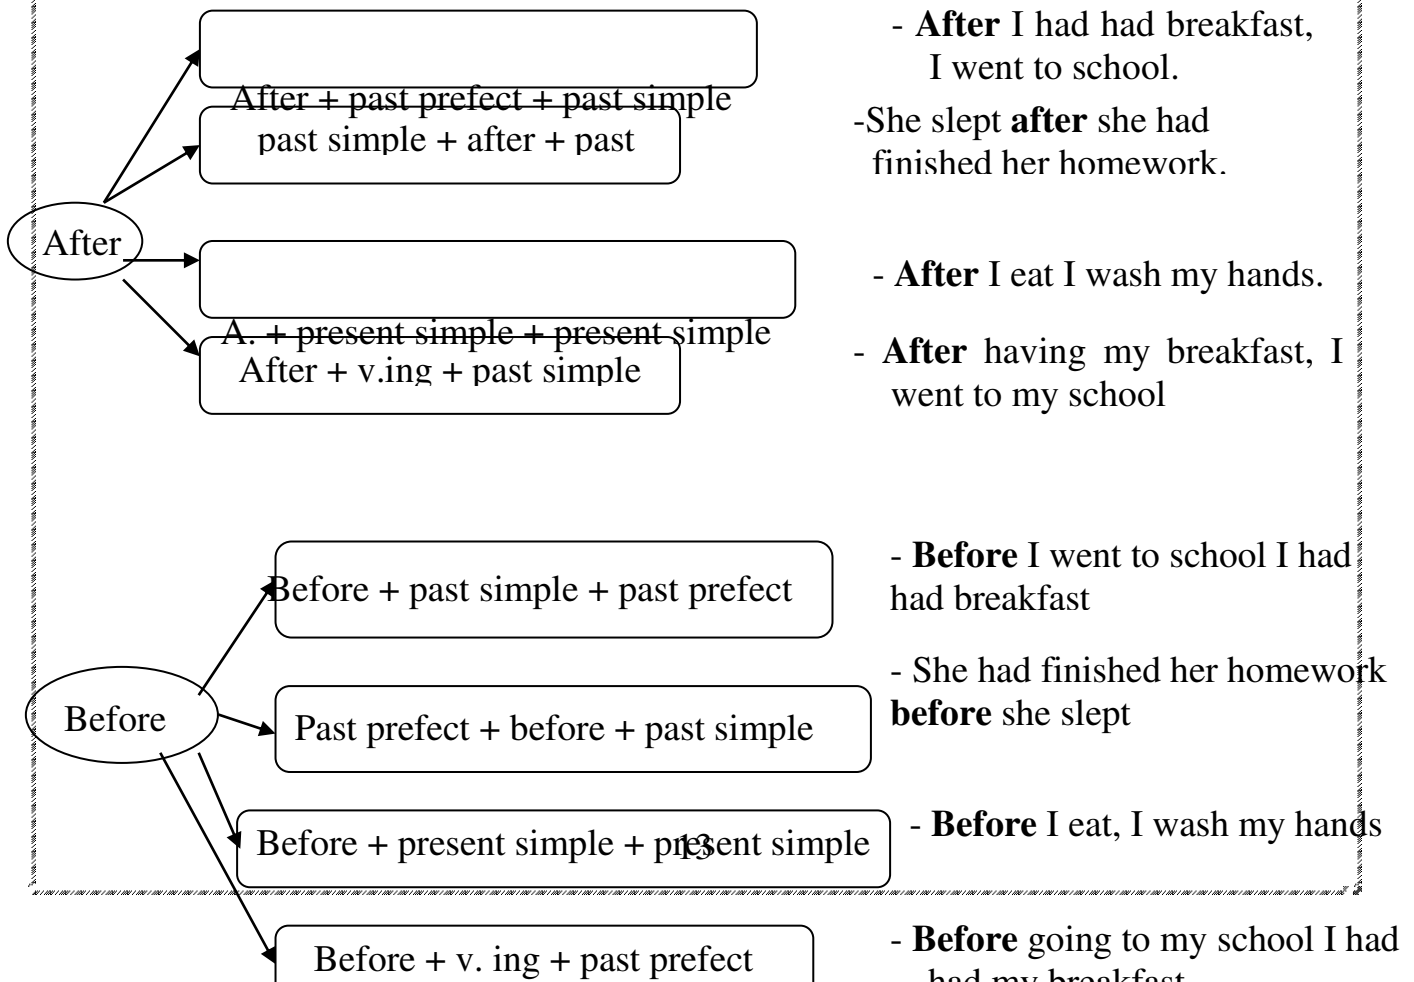 - After I had had breakfast,
I went to school.
After + past prefect + past simple
past simple + after + past
-She slept after she had
finished her homework.
After
- After I eat I wash my hands.
A. + present simple + present simple
After + v.ing + past simple
- After having my breakfast, I
went to my school
Before + past simple + past prefect
- Before I went to school I had
had breakfast
Before
Past prefect + before + past simple
- She had finished her homework
before she slept
Before + present simple + present simple
13
- Before I eat, I wash my hands
Before + v. ing + past prefect
- Before going to my school I had
had my breakfast